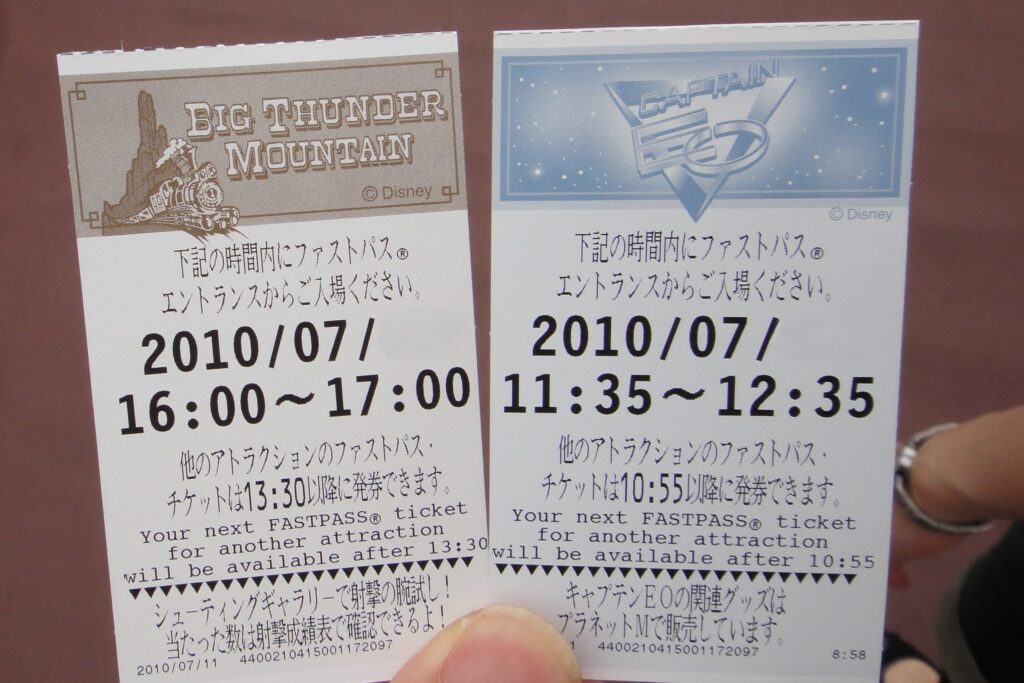 BIG THUNDER
MOUNTAIN
© Disney
下記の時間内にファストパス®
エントランスからご入場ください。
2010/07/
16:00～17:00
他のアトラクションのファストパス・
チケットは13:30以降に発券できます。
Your next FASTPASS® ticket
for another attraction
will be available after 13:30
シューティングギャラリーで射撃の腕試し!
当たった数は射撃成績表で確認できるよ!
2010/07/11 4400210415001172097
CAPTAIN
EO
© Disney
下記の時間内にファストパス®
エントランスからご入場ください。
2010/07/
11:35～12:35
他のアトラクションのファストパス・
チケットは10:55以降に発券できます。
Your next FASTPASS® ticket
for another attraction
will be available after 10:55
キャプテンEOの関連グッズは
プラネットMで販売しています。
1 4400210415001172097 8:58